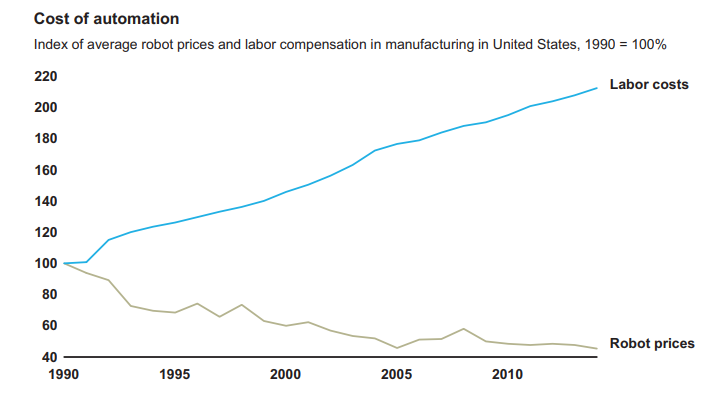 Cost of automation
Index of average robot prices and labor compensation in manufacturing in United States, 1990 = 100%
220
Labor costs
200
180
160
140
120
100
80
60
Robot prices
40
1990 1995 2000 2005 2010